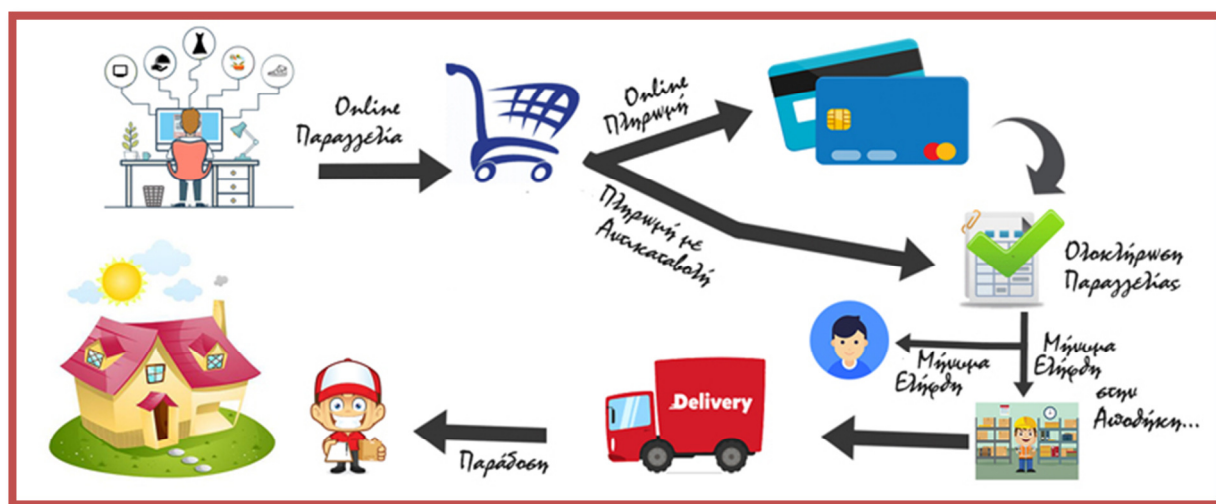 Online
Παραγγελία
Online
Πληρωμή
Πληρωμή με
Αντικαταβολή
Ολοκλήρωση
Παραγγελίας
Μήνυμα
Ελήφθη
Μήνυμα
Ελήφθη
στην
Αποθήκη...
Delivery
Παράδοση